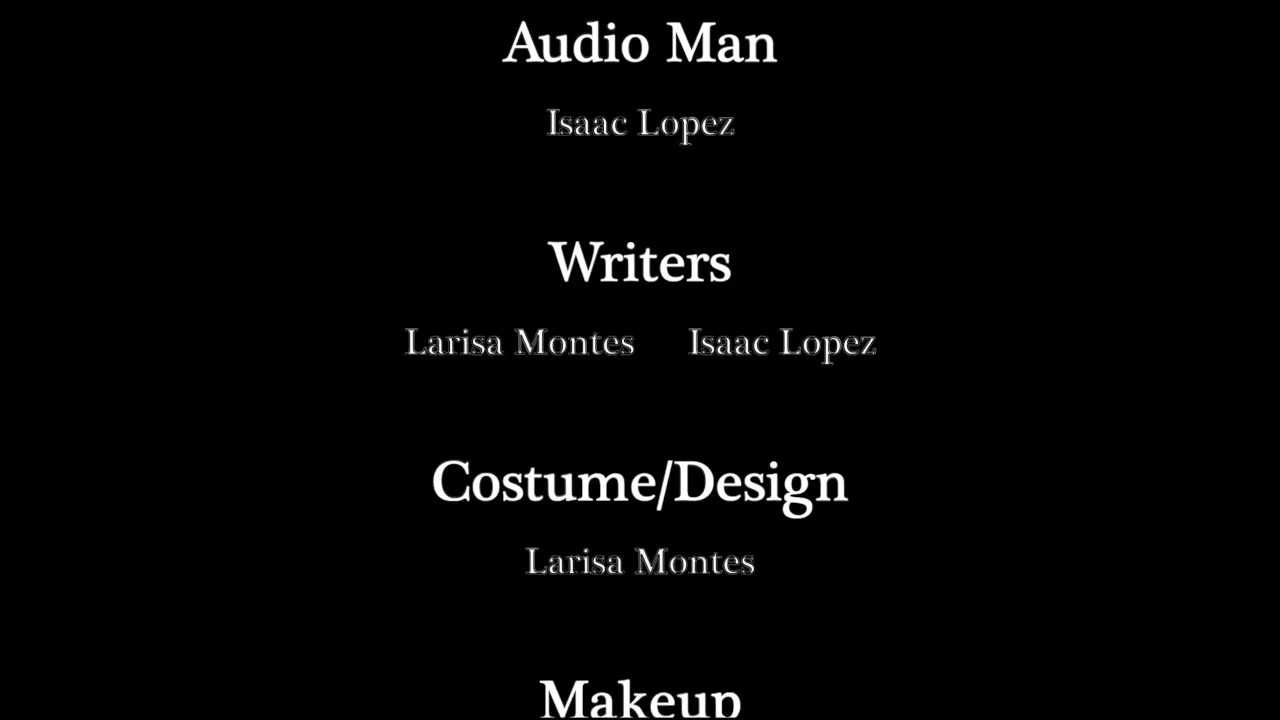 Audio Man
Isaac Lopez
Writers
Larisa Montes Isaac Lopez
Costume/Design
Larisa Montes
Makeup